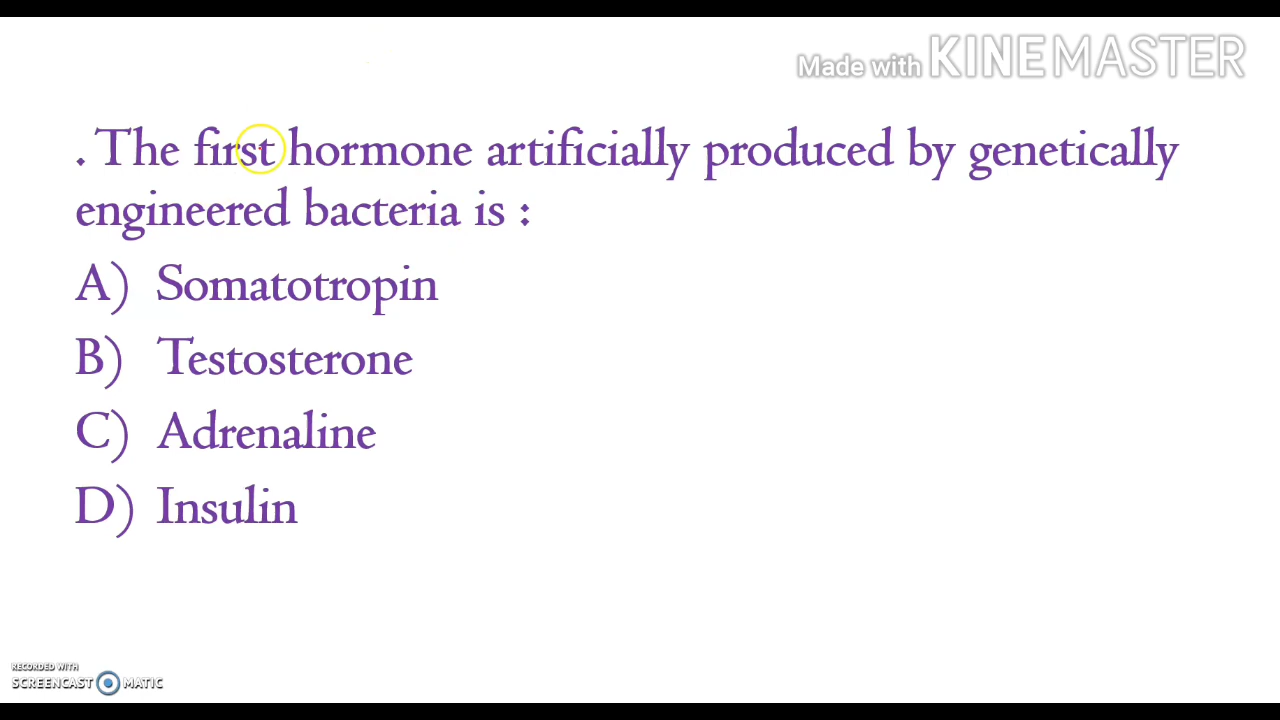 Made with KINEMASTER
. The first hormone artificially produced by genetically
engineered bacteria is :
A) Somatotropin
B) Testosterone
C) Adrenaline
D) Insulin
RECORDED WITH
SCREENCAST MATIC